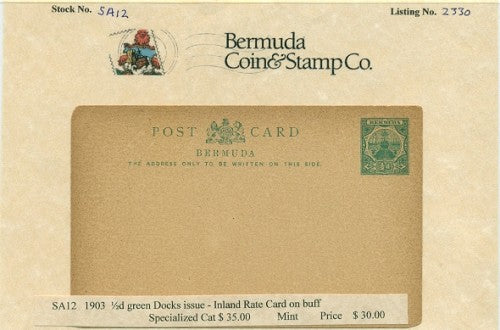 Stock No. SA12
Listing No. 2330
Bermuda
Coin & Stamp Co.
POST CARD
BERMUDA
THE ADDRESS ONLY TO BE WRITTEN ON THIS SIDE.
BERMUDA
SA12 1903 ½d green Docks issue - Inland Rate Card on buff
Specialized Cat $ 35.00 Mint Price $ 30.00